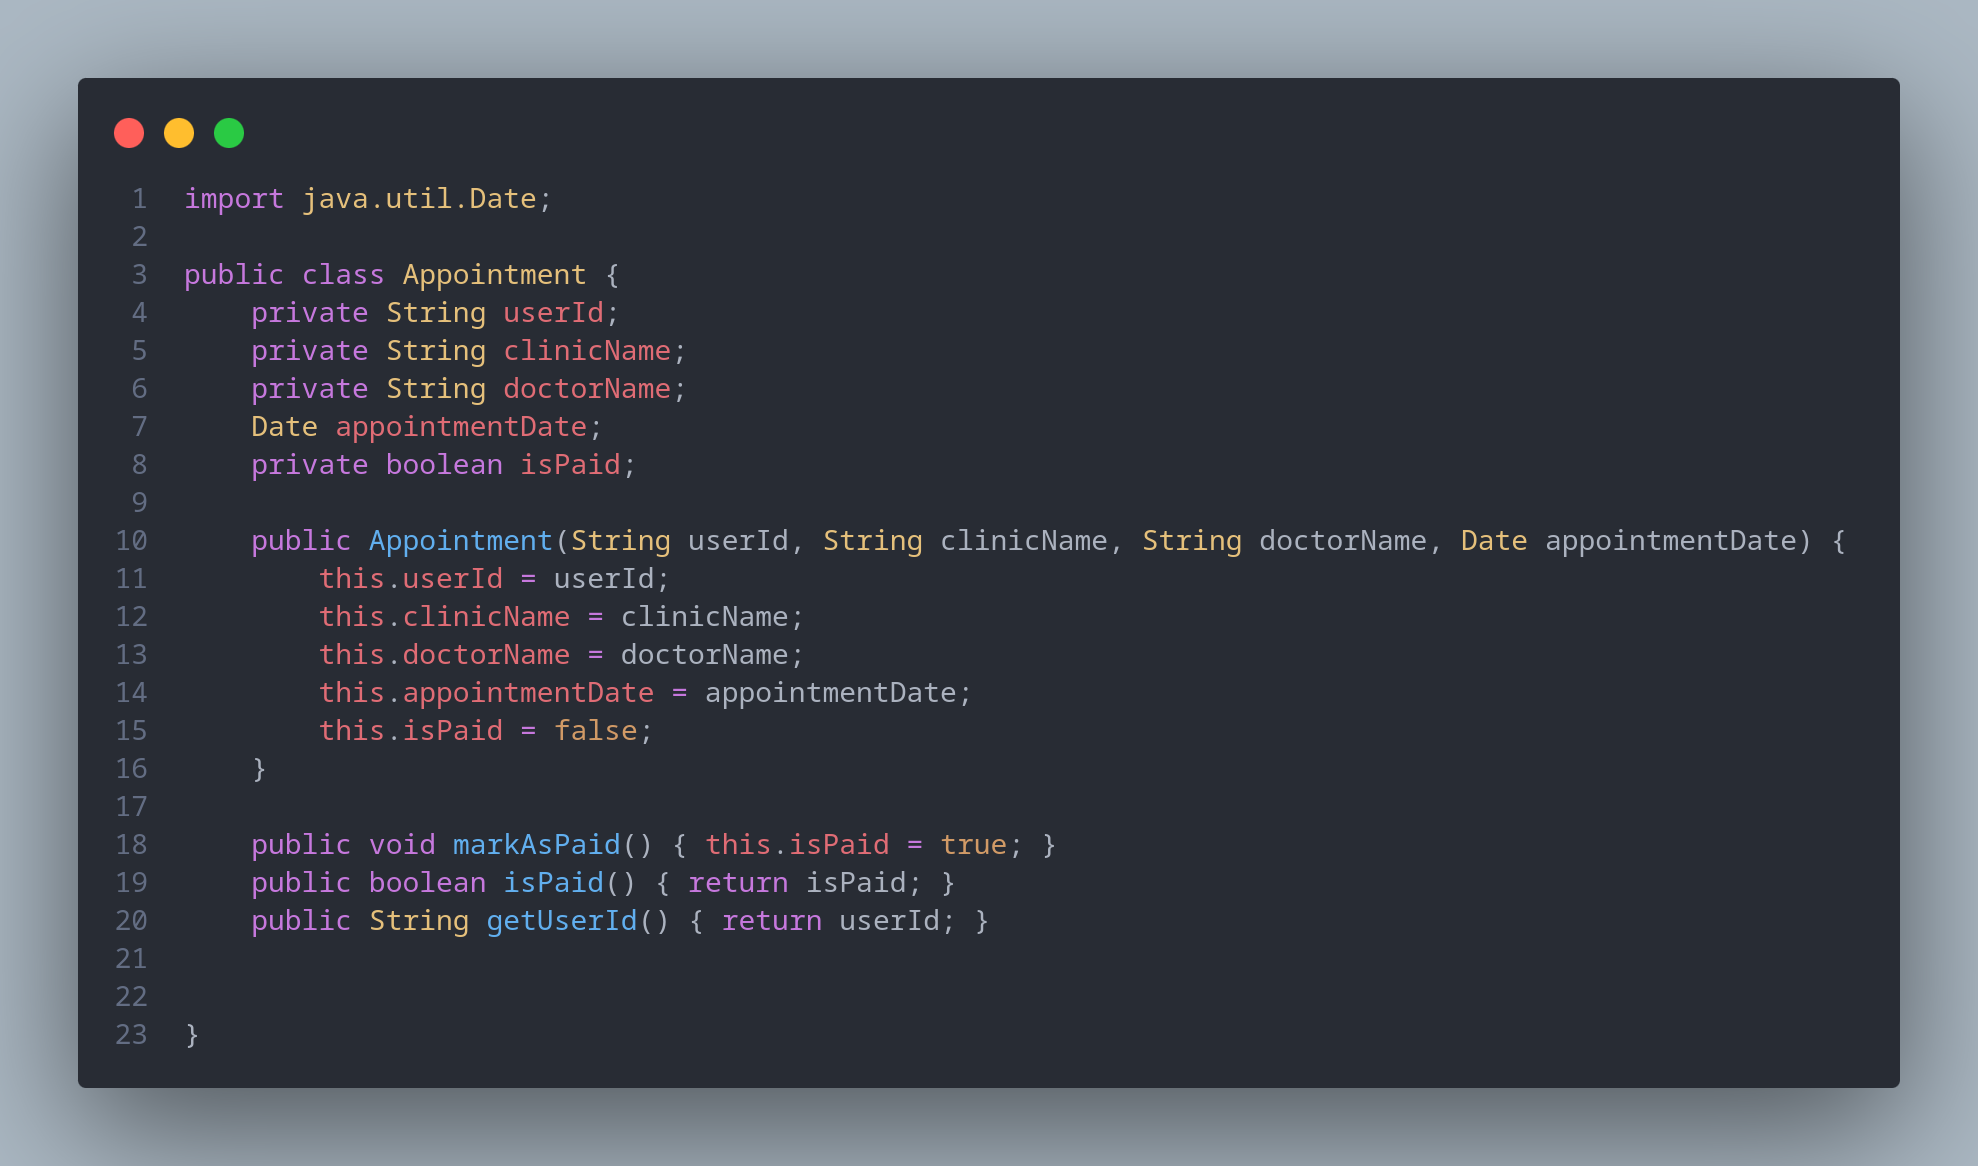 1 import java.util.Date;
2
3 public class Appointment {
4     private String userId;
5     private String clinicName;
6     private String doctorName;
7     Date appointmentDate;
8     private boolean isPaid;
9
10     public Appointment(String userId, String clinicName, String doctorName, Date appointmentDate) {
11         this.userId = userId;
12         this.clinicName = clinicName;
13         this.doctorName = doctorName;
14         this.appointmentDate = appointmentDate;
15         this.isPaid = false;
16     }
17
18     public void markAsPaid() { this.isPaid = true; }
19     public boolean isPaid() { return isPaid; }
20     public String getUserId() { return userId; }
21
22
23 }